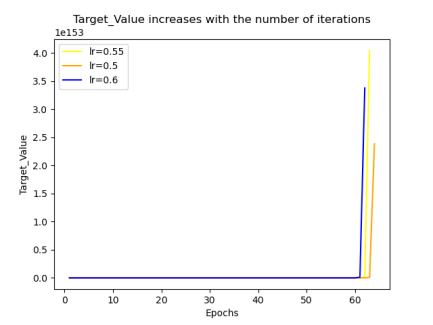 Target_Value increases with the number of iterations
1e153
4.0
3.5
3.0
2.5
2.0
1.5
1.0
0.5
0.0
Target_Value
lr=0.55
lr=0.5
lr=0.6
0 10 20 30 40 50 60
Epochs